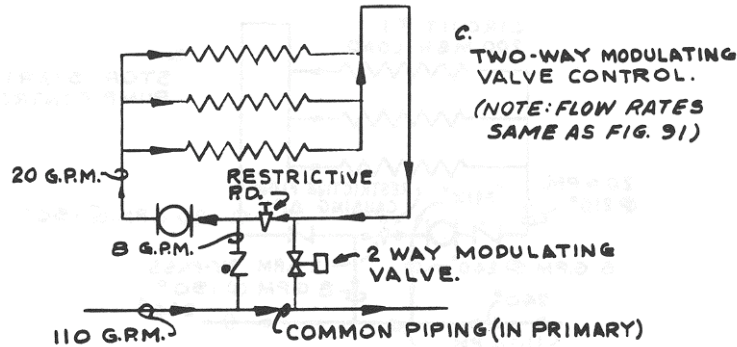 C.
TWO-WAY MODULATING
VALVE CONTROL.
(NOTE: FLOW RATES
SAME AS FIG. 91)
20 G.P.M.
RESTRICTIVE
P.D.
8 G.P.M.
2 WAY MODULATING
VALVE.
110 G.P.M.
COMMON PIPING (IN PRIMARY)